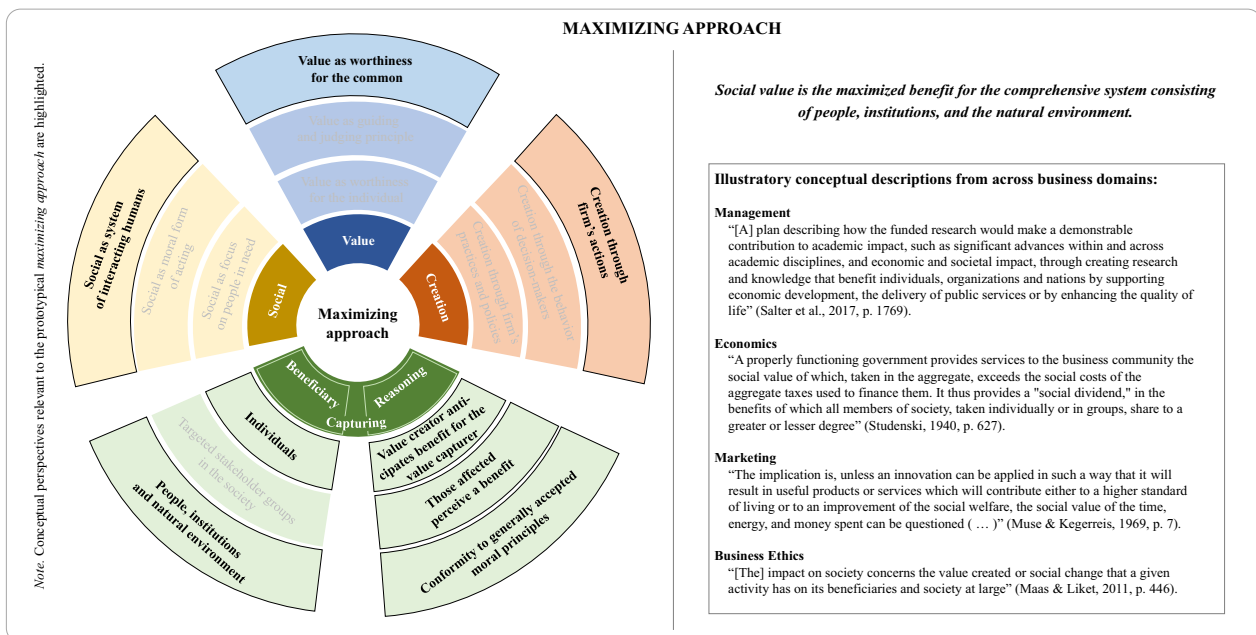 MAXIMIZING APPROACH
Note. Conceptual perspectives relevant to the prototypical maximizing approach are highlighted.
Value as worthiness
for the common
Value as guiding
and judging principle
Value as worthiness
for the individual
Value
Social as system
of interacting humans
Social as moral form
of acting
Social as focus
on people in need
Social
Creation through
firm's actions
Creation through the behavior
of decision-makers
Creation through firm's
practices and policies
Creation
Maximizing
approach
Beneficiary
Reasoning
Capturing
Individuals
Targeted stakeholder groups
in the society
People, institutions
and natural environment
Value creator anti-
cipates benefit for the
value capturer
Those affected
perceive a benefit
Conformity to generally accepted
moral principles
Social value is the maximized benefit for the comprehensive system consisting
of people, institutions, and the natural environment.
Illustratory conceptual descriptions from across business domains:
Management
“[A] plan describing how the funded research would make a demonstrable
contribution to academic impact, such as significant advances within and across
academic disciplines, and economic and societal impact, through creating research
and knowledge that benefit individuals, organizations and nations by supporting
economic development, the delivery of public services or by enhancing the quality of
life” (Salter et al., 2017, p. 1769).
Economics
“A properly functioning government provides services to the business community the
social value of which, taken in the aggregate, exceeds the social costs of the
aggregate taxes used to finance them. It thus provides a "social dividend," in the
benefits of which all members of society, taken individually or in groups, share to a
greater or lesser degree” (Studenski, 1940, p. 627).
Marketing
“The implication is, unless an innovation can be applied in such a way that it will
result in useful products or services which will contribute either to a higher standard
of living or to an improvement of the social welfare, the social value of the time,
energy, and money spent can be questioned ( … )” (Muse & Kegerreis, 1969, p. 7).
Business Ethics
“[The] impact on society concerns the value created or social change that a given
activity has on its beneficiaries and society at large” (Maas & Liket, 2011, p. 446).